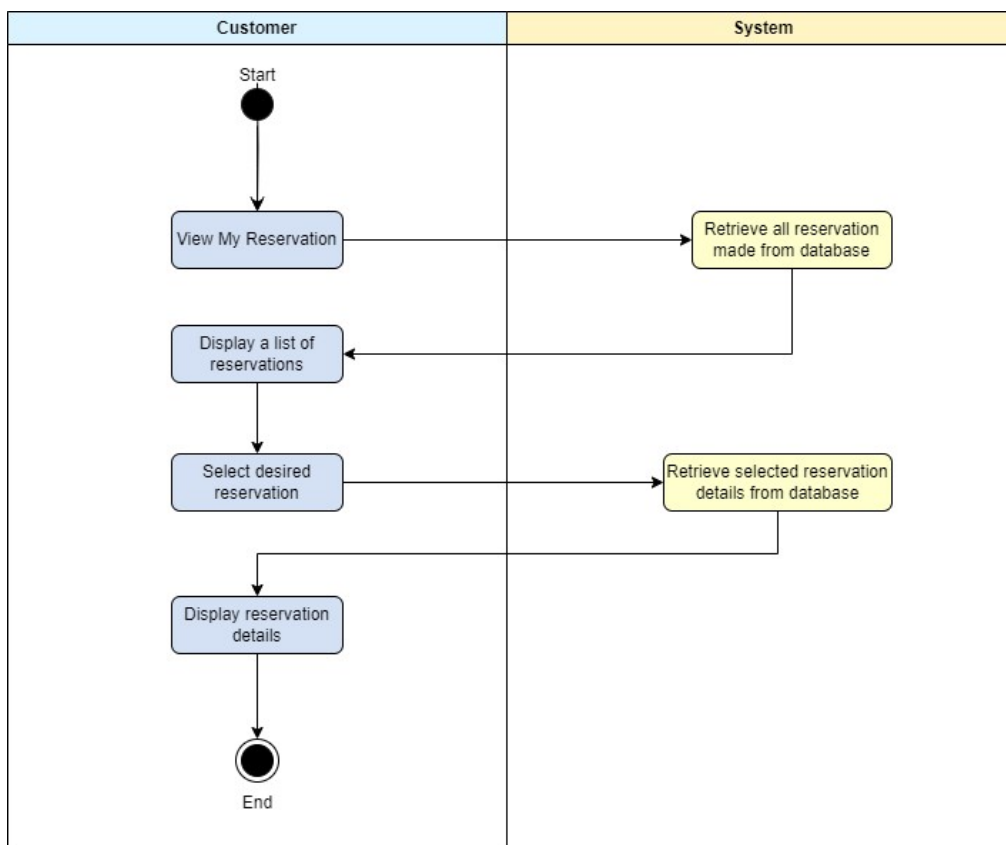 Customer
System
Start
View My Reservation
Retrieve all reservation
made from database
Display a list of
reservations
Select desired
reservation
Retrieve selected reservation
details from database
Display reservation
details
End